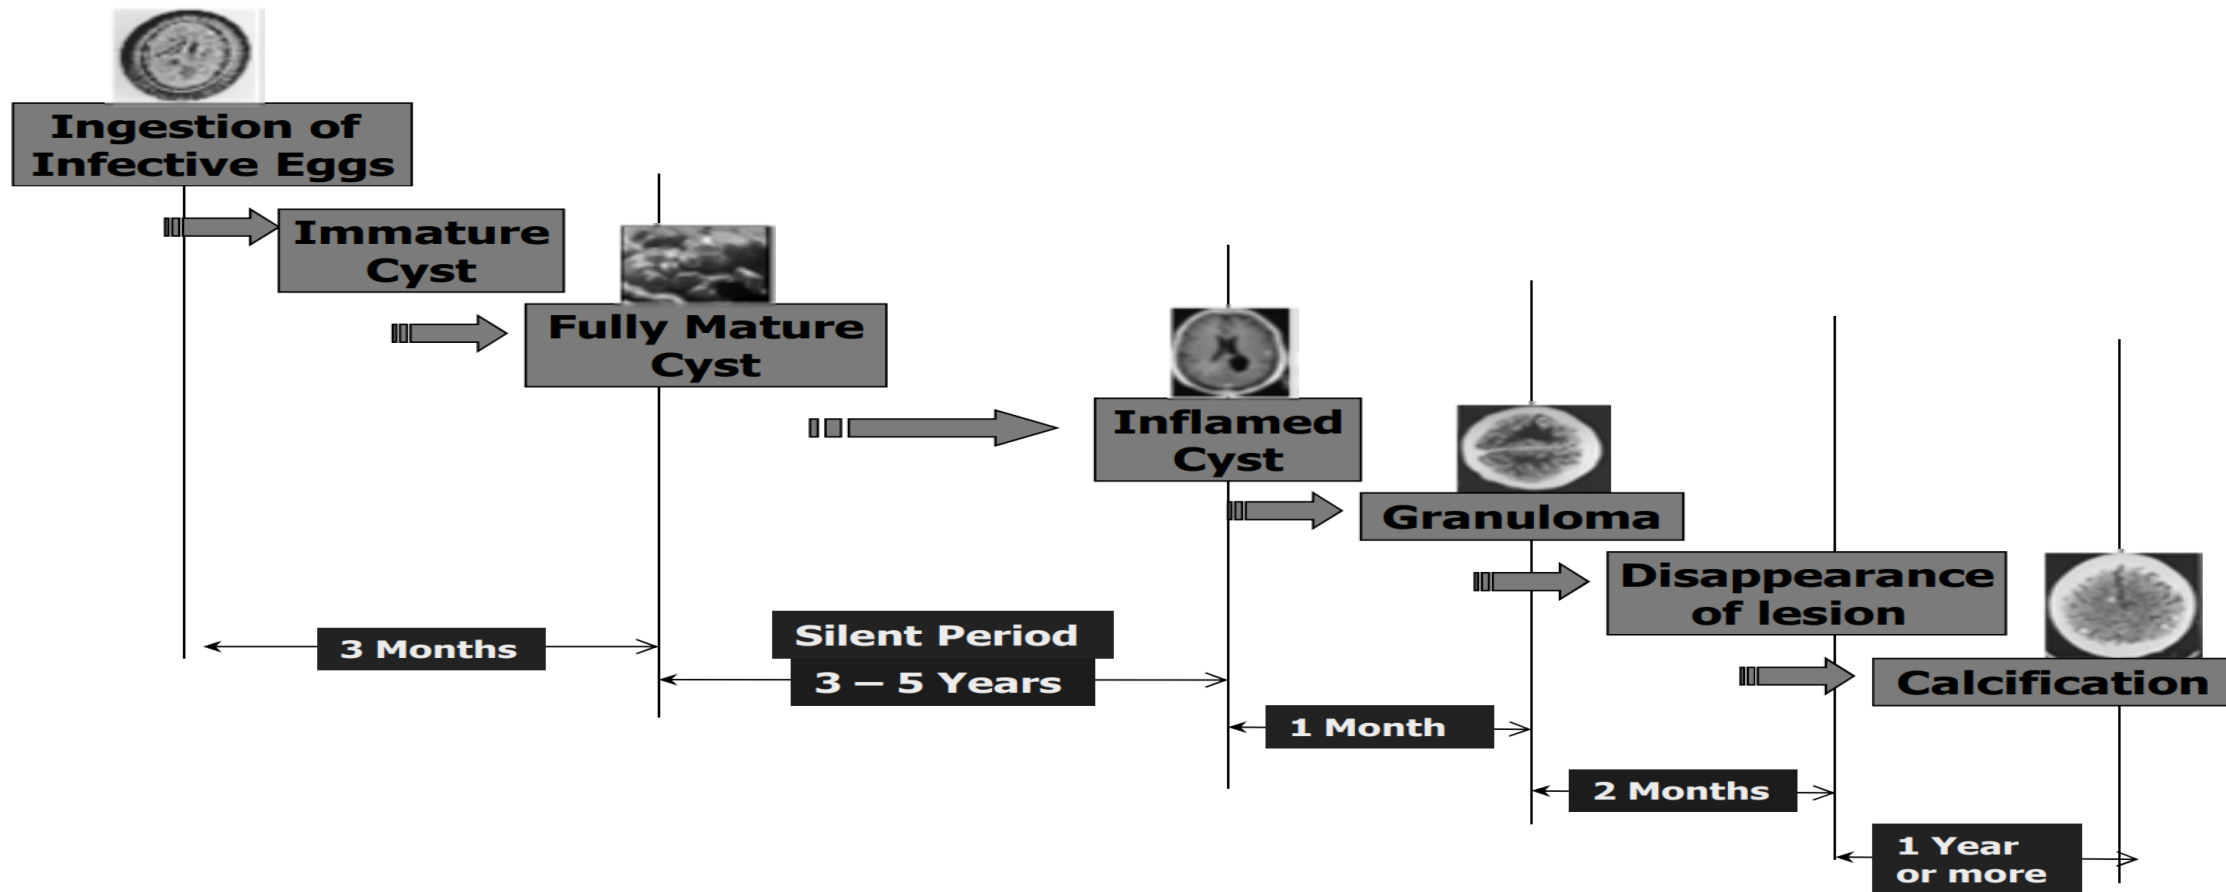 Ingestion of
Infective Eggs
Immature
Cyst
Fully Mature
Cyst
Inflamed
Cyst
Granuloma
Disappearance
of lesion
Calcification
3 Months
Silent Period
3 – 5 Years
1 Month
2 Months
1 Year
or more